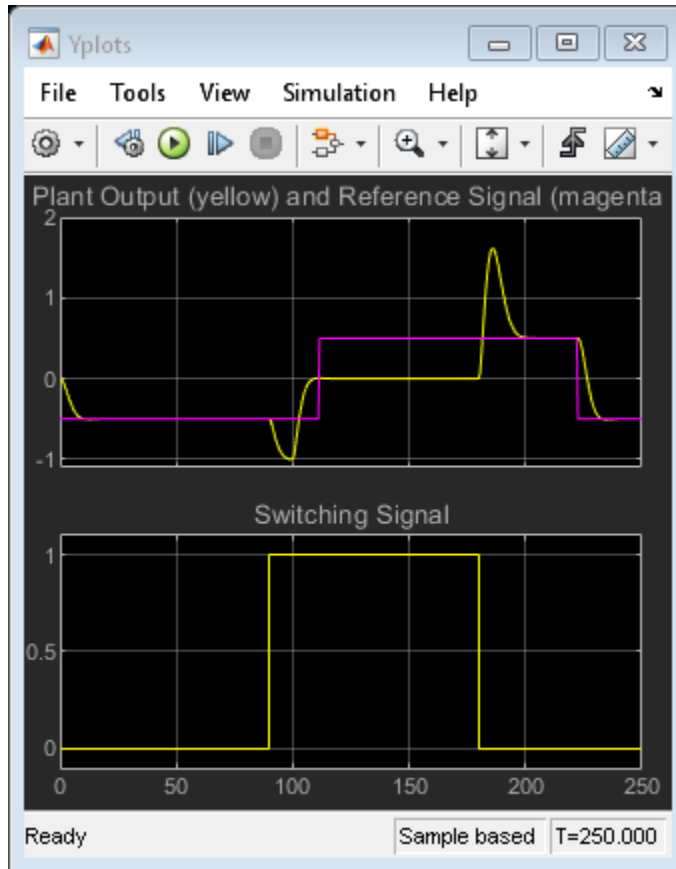 Yplots
File Tools View Simulation Help
Plant Output (yellow) and Reference Signal (magenta
2
1
0
-1
Switching Signal
1
0.5
0
0 50 100 150 200 250
Ready Sample based T=250.000